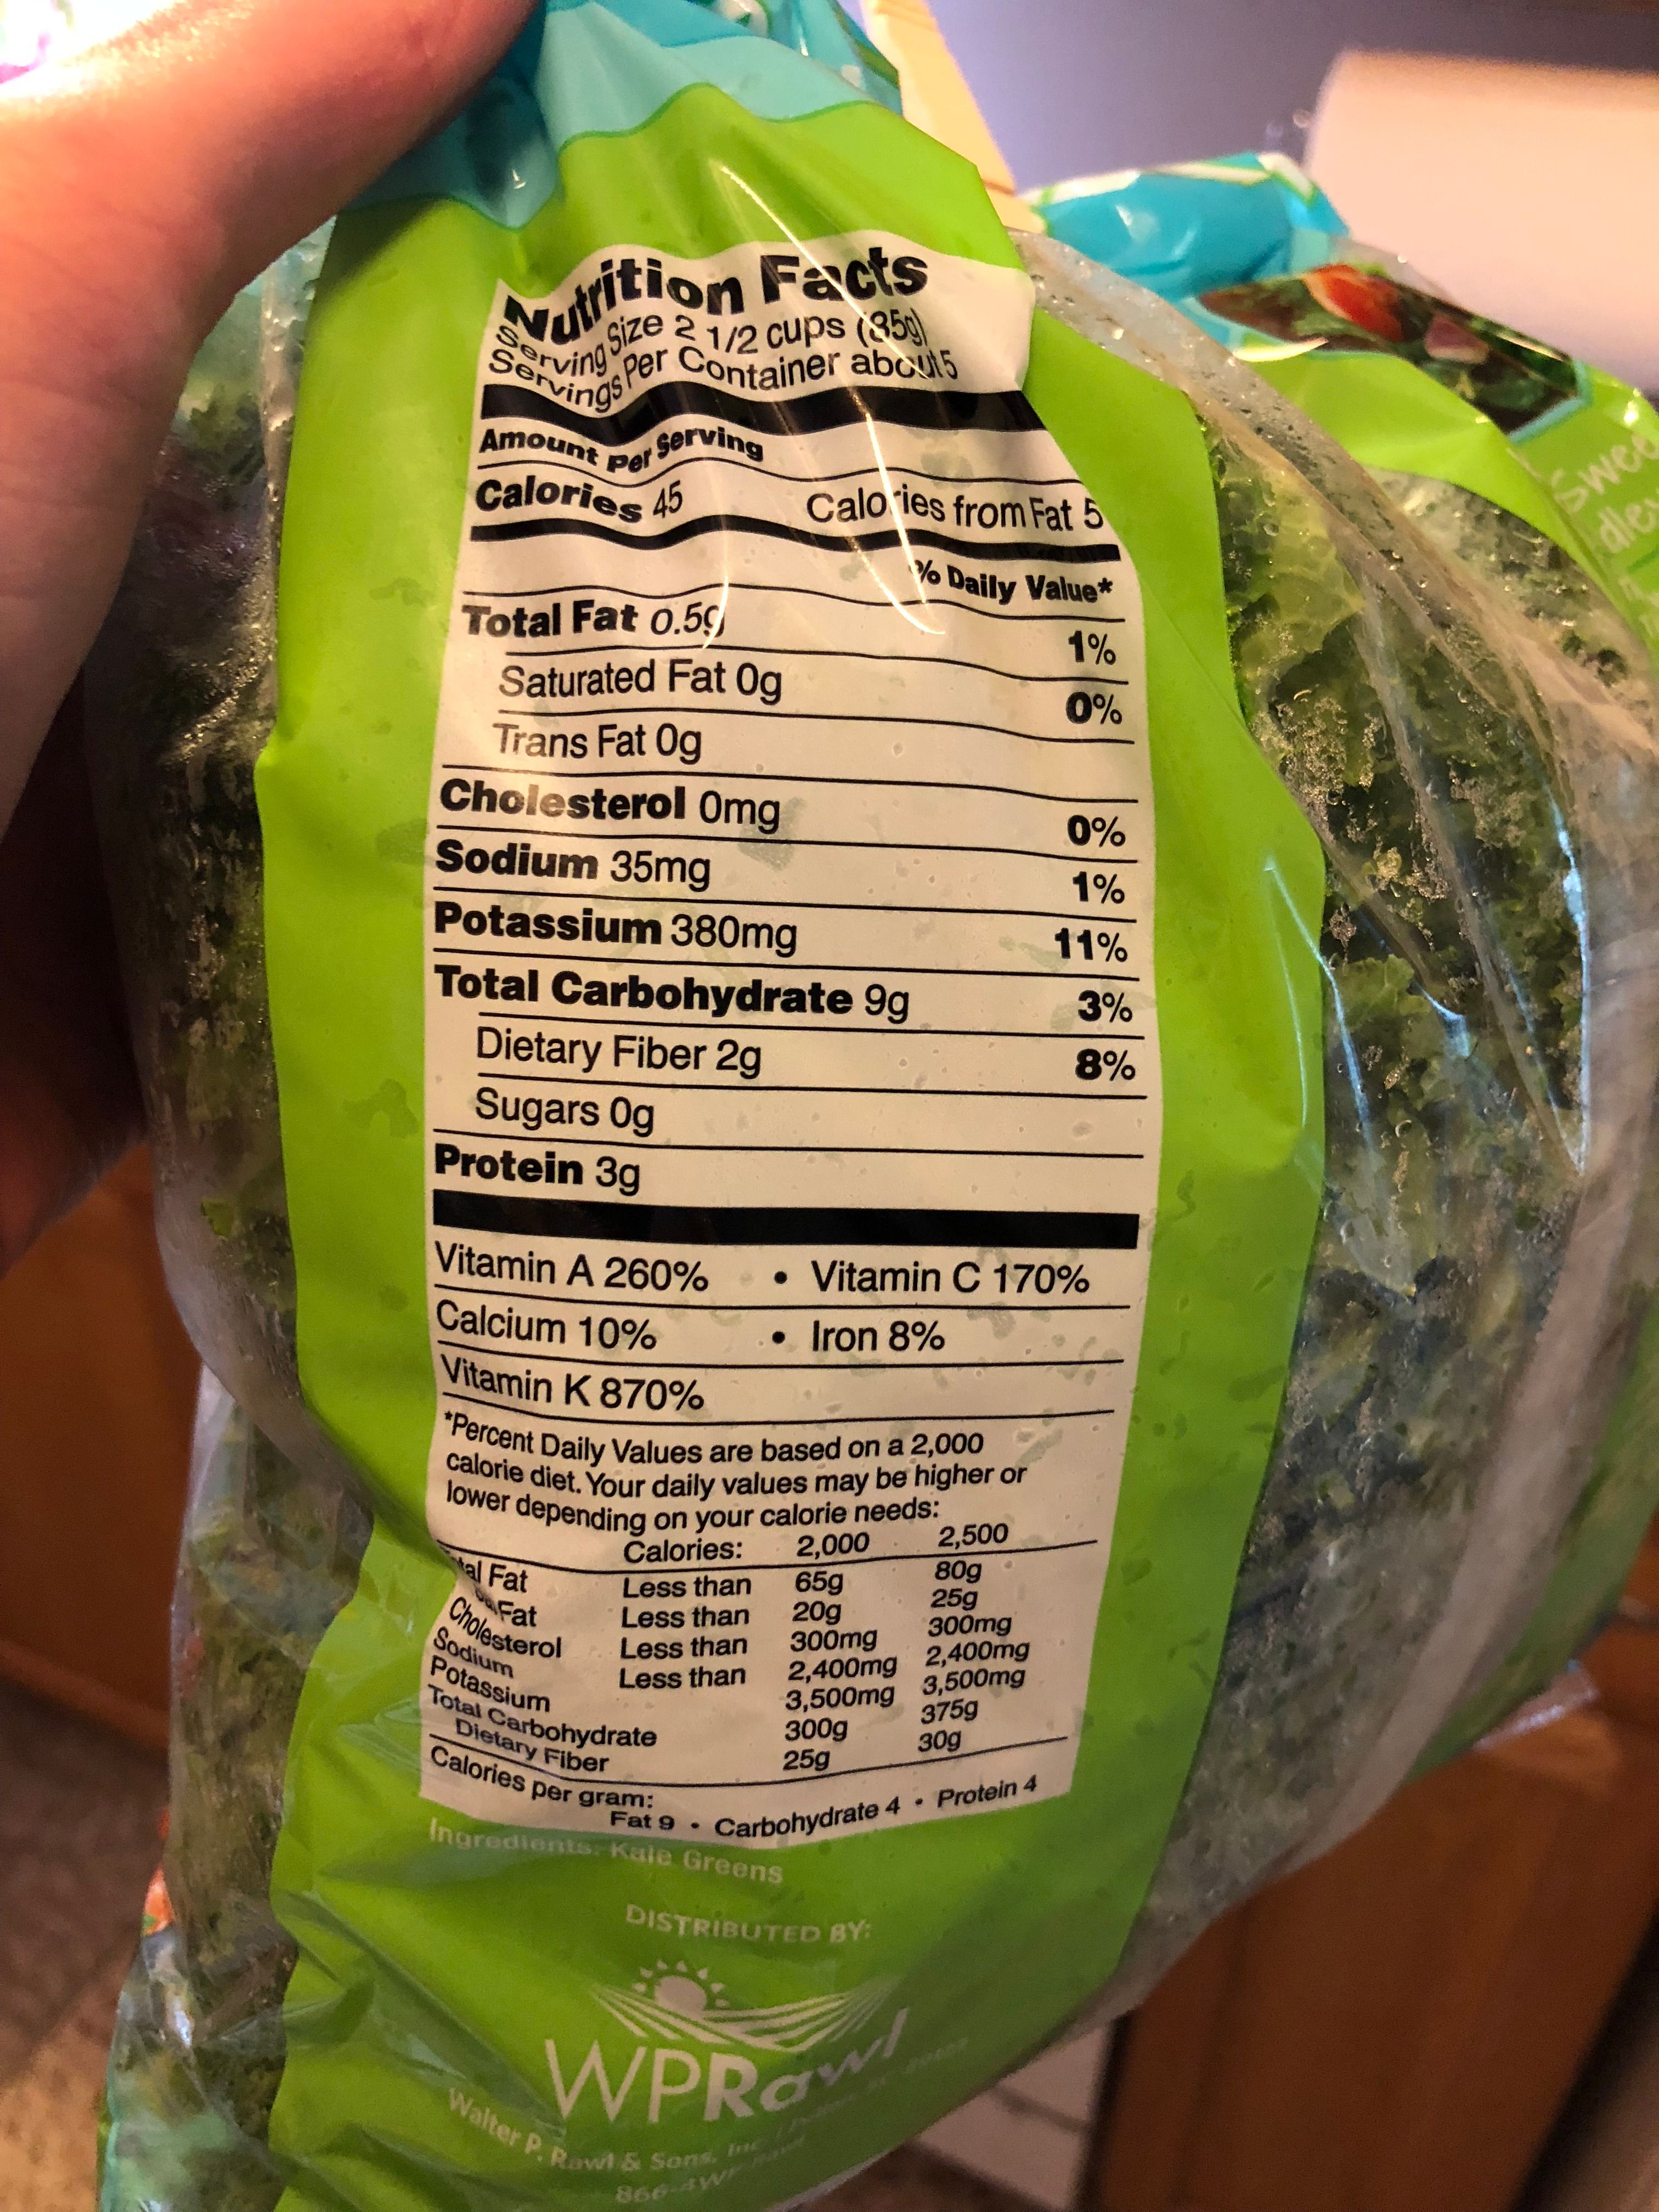 Nutrition Facts
Serving Size 2 1/2 cups (85g)
Servings Per Container about 5
Amount Per Serving
Calories 45 Calories from Fat 5
% Daily Value*
Total Fat 0.5g 1%
Saturated Fat 0g 0%
Trans Fat 0g
Cholesterol 0mg 0%
Sodium 35mg 1%
Potassium 380mg 11%
Total Carbohydrate 9g 3%
Dietary Fiber 2g 8%
Sugars 0g
Protein 3g
Vitamin A 260% • Vitamin C 170%
Calcium 10% • Iron 8%
Vitamin K 870%
*Percent Daily Values are based on a 2,000
calorie diet. Your daily values may be higher or
lower depending on your calorie needs:
Calories: 2,000 2,500
Fat Less than 65g 80g
Fat Less than 20g 25g
Cholesterol Less than 300mg 300mg
Sodium Less than 2,400mg 2,400mg
Potassium 3,500mg 3,500mg
Total Carbohydrate 300g 375g
Dietary Fiber 25g 30g
Calories per gram:
Fat 9 • Carbohydrate 4 • Protein 4
Ingredients: Kale Greens
DISTRIBUTED BY:
WPRawl
Walter P. Rawl & Sons, Inc.